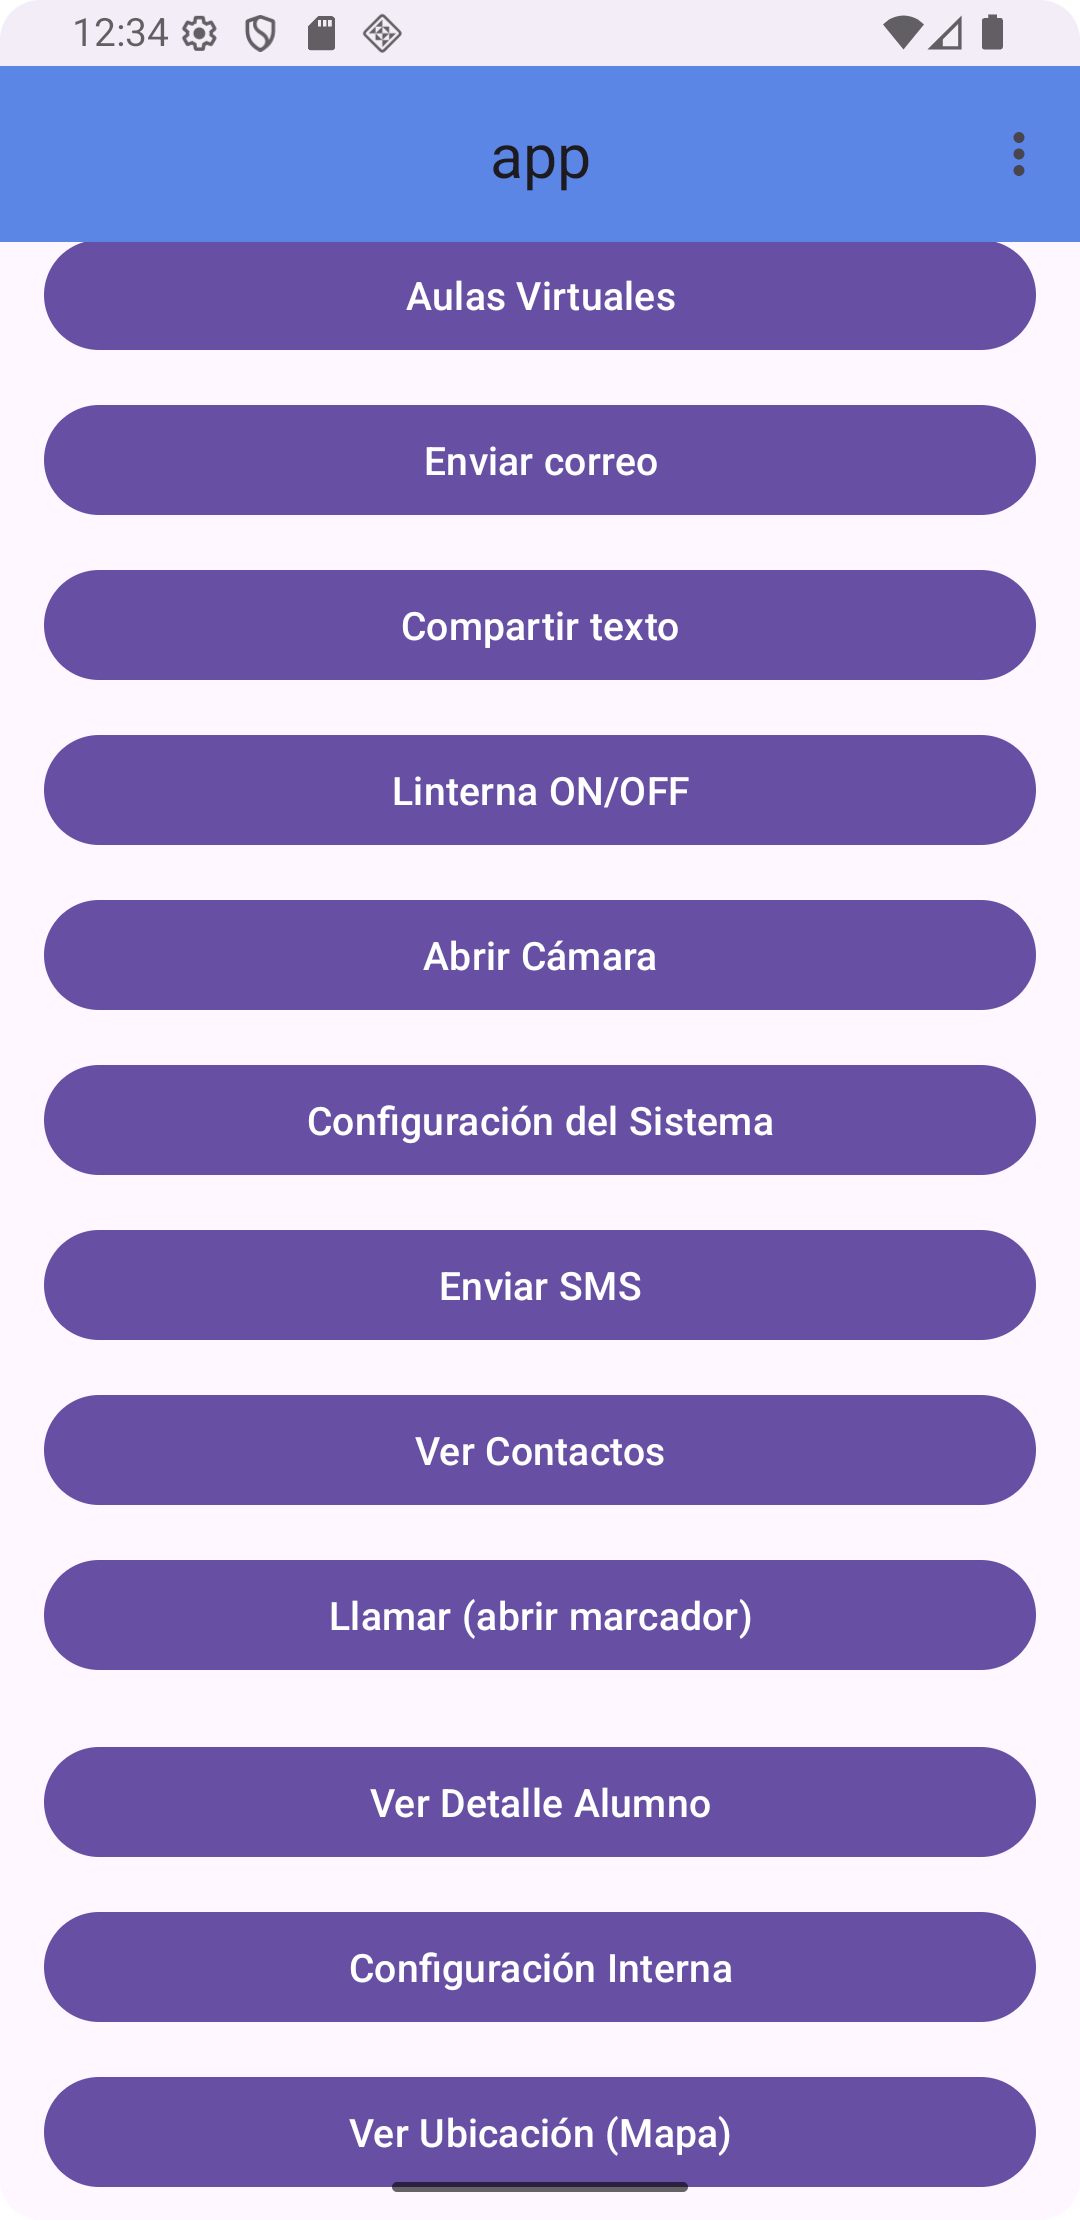 12:34
app
Aulas Virtuales
Enviar correo
Compartir texto
Linterna ON/OFF
Abrir Cámara
Configuración del Sistema
Enviar SMS
Ver Contactos
Llamar (abrir marcador)
Ver Detalle Alumno
Configuración Interna
Ver Ubicación (Mapa)